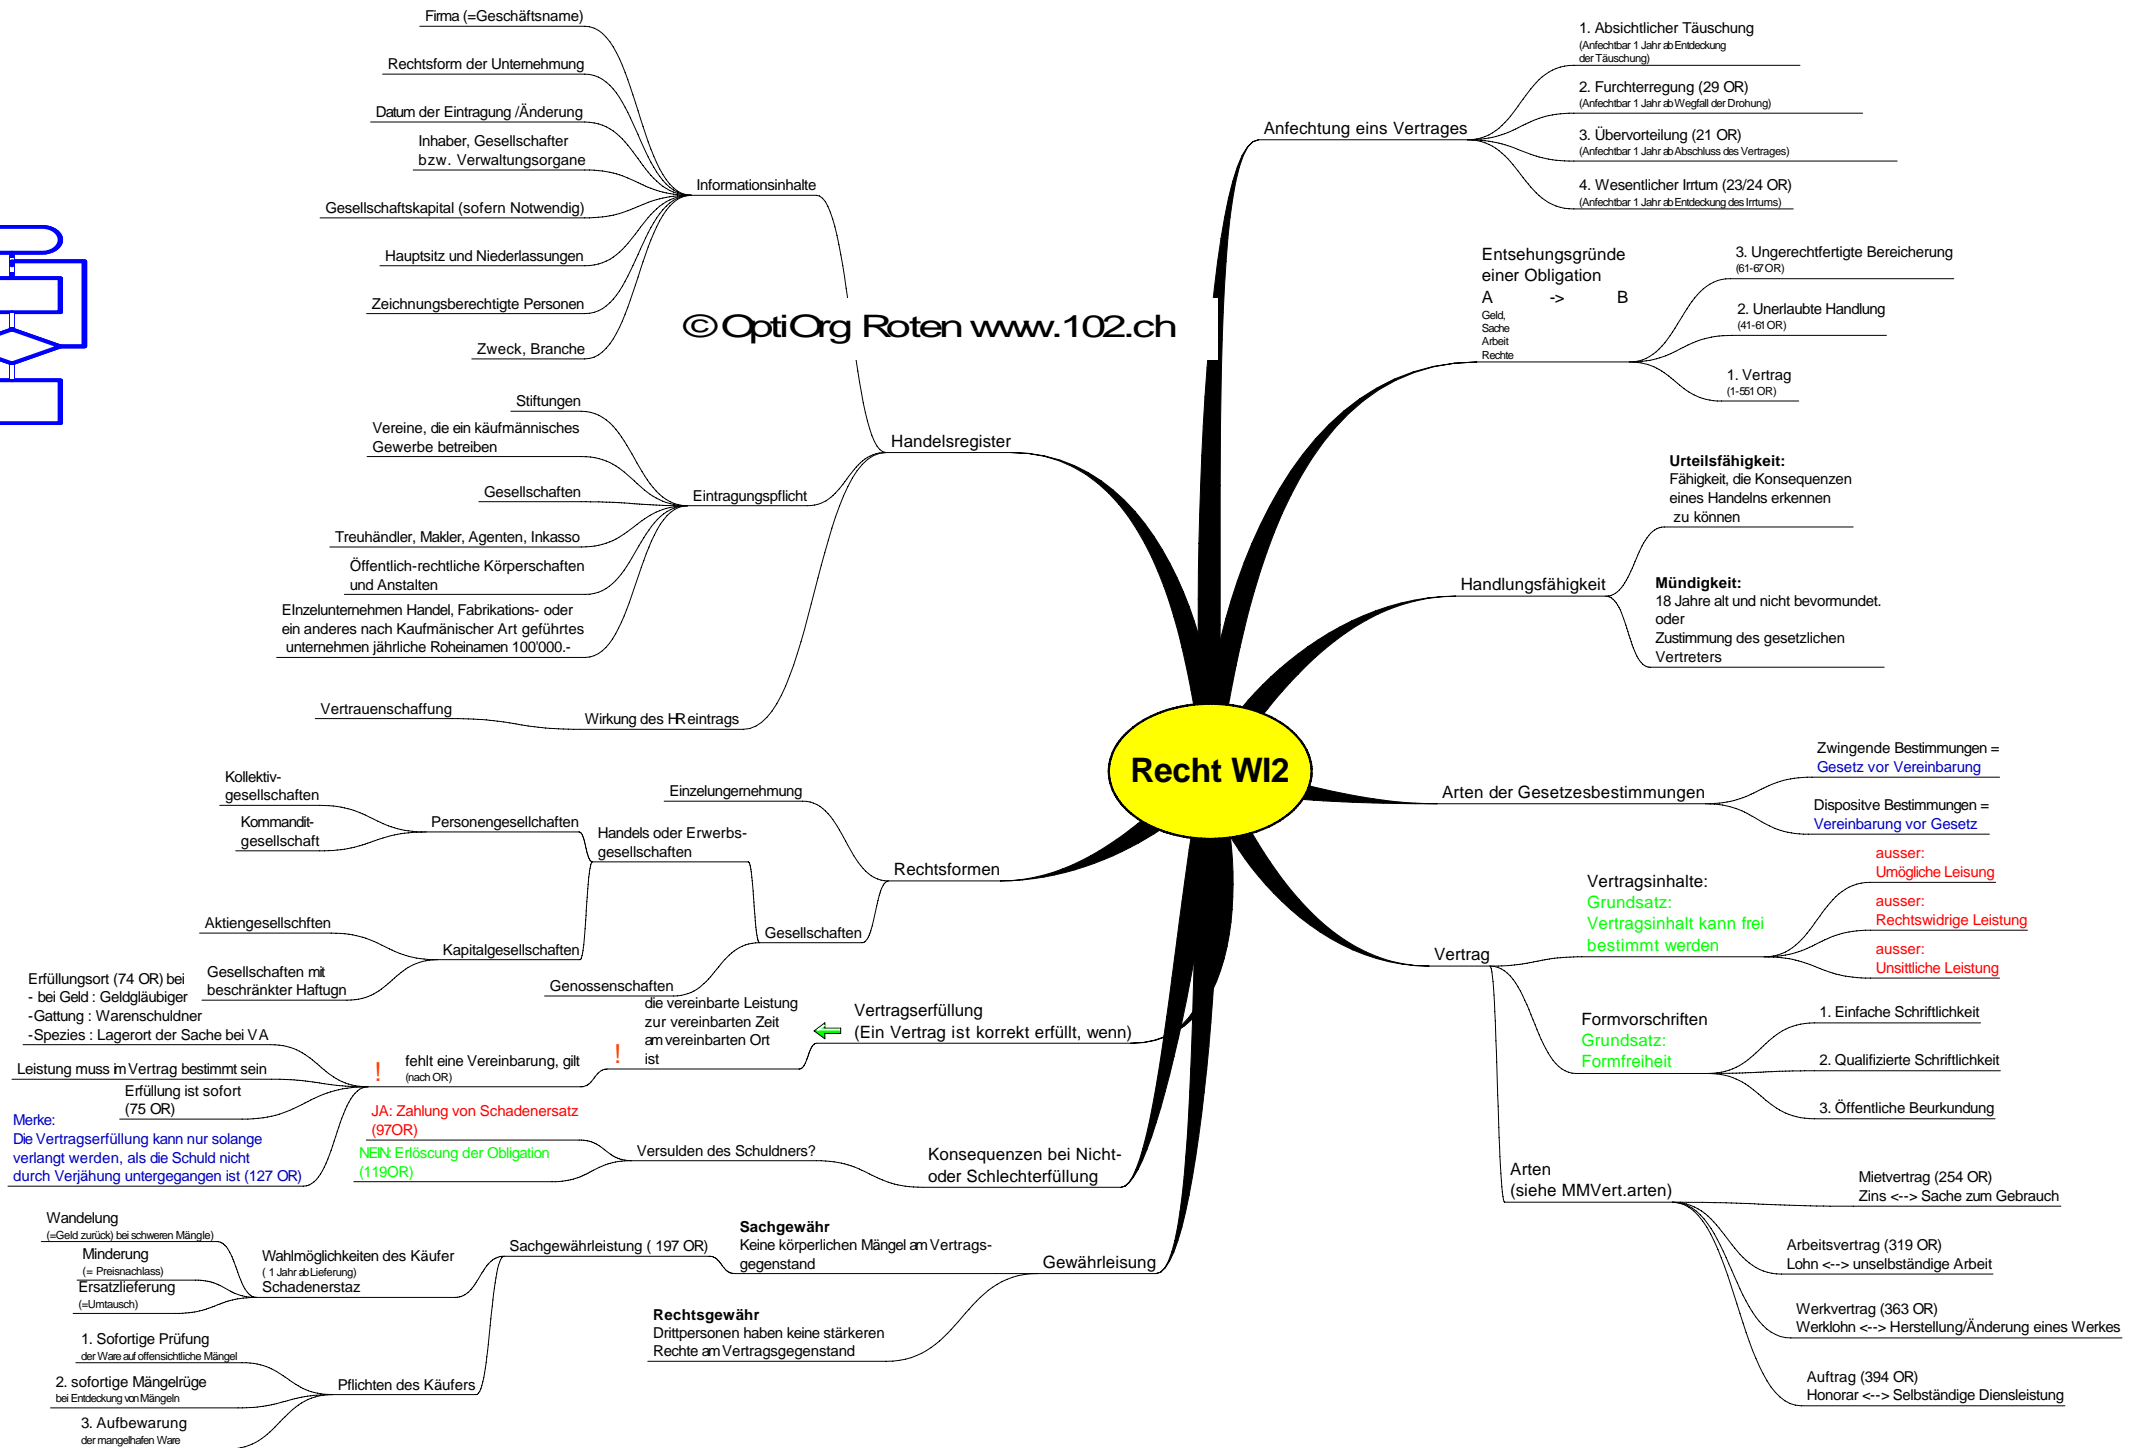 Firma (=Geschäftsname)
Rechtsform der Unternehmung
Datum der Eintragung /Änderung
Inhaber, Gesellschafter
bzw. Verwaltungsorgane
Gesellschaftskapital (sofern Notwendig)
Hauptsitz und Niederlassungen
Zeichnungsberechtigte Personen
Zweck, Branche
Informationsinhalte
© OptiOrg Roten www.102.ch
Stiftungen
Vereine, die ein käufmännisches
Gewerbe betreiben
Gesellschaften
Treuhändler, Makler, Agenten, Inkasso
Öffentlich-rechtliche Körperschaften
und Anstalten
EInzelunternehmen Handel, Fabrikations- oder
ein anderes nach Kaufmänischer Art geführtes
unternehmen jährliche Roheinamen 100'000.-
Eintragungspflicht
Handelsregister
Vertrauenschaffung
Wirkung des HReintrags
Anfechtung eins Vertrages
1. Absichtlicher Täuschung
(Anfechtbar 1 Jahr ab Entdeckung
der Täuschung)
2. Furchterregung (29 OR)
(Anfechtbar 1 Jahr ab Wegfall der Drohung)
3. Übervorteilung (21 OR)
(Anfechtbar 1 Jahr ab Abschluss des Vertrages)
4. Wesentlicher Irrtum (23/24 OR)
(Anfechtbar 1 Jahr ab Entdeckung des Irrtums)
Entsehungsgründe
einer Obligation
A -> B
Geld,
Sache
Arbeit
Rechte
3. Ungerechtfertigte Bereicherung
(61-67 OR)
2. Unerlaubte Handlung
(41-61 OR)
1. Vertrag
(1-551 OR)
Handlungsfähigkeit
Urteilsfähigkeit:
Fähigkeit, die Konsequenzen
eines Handelns erkennen
zu können
Mündigkeit:
18 Jahre alt und nicht bevormundet.
oder
Zustimmung des gesetzlichen
Vertreters
Recht WI2
Arten der Gesetzesbestimmungen
Zwingende Bestimmungen =
Gesetz vor Vereinbarung
Dispositve Bestimmungen =
Vereinbarung vor Gesetz
Vertrag
Vertragsinhalte:
Grundsatz:
Vertragsinhalt kann frei
bestimmt werden
ausser:
Umögliche Leisung
ausser:
Rechtswidrige Leistung
ausser:
Unsittliche Leistung
Formvorschriften
Grundsatz:
Formfreiheit
1. Einfache Schriftlichkeit
2. Qualifizierte Schriftlichkeit
3. Öffentliche Beurkundung
Arten
(siehe MMVert.arten)
Mietvertrag (254 OR)
Zins <--> Sache zum Gebrauch
Arbeitsvertrag (319 OR)
Lohn <--> unselbständige Arbeit
Werkvertrag (363 OR)
Werklohn <--> Herstellung/Änderung eines Werkes
Auftrag (394 OR)
Honorar <--> Selbständige Diensleistung
Rechtsformen
Einzelungernehmung
Gesellschaften
Handels oder Erwerbs-
gesellschaften
Personengesellchaften
Kollektiv-
gesellschaften
Kommandit-
gesellschaft
Kapitalgesellschaften
Aktiengesellschften
Gesellschaften mit
beschränkter Haftugn
Genossenschaften
Vertragserfüllung
(Ein Vertrag ist korrekt erfüllt, wenn)
die vereinbarte Leistung
zur vereinbarten Zeit
am vereinbarten Ort
ist
!
fehlt eine Vereinbarung, gilt
(nach OR)
!
Erfüllungsort (74 OR) bei
- bei Geld : Geldgläubiger
-Gattung : Warenschuldner
-Spezies : Lagerort der Sache bei VA
Leistung muss im Vertrag bestimmt sein
Erfüllung ist sofort
(75 OR)
Merke:
Die Vertragserfüllung kann nur solange
verlangt werden, als die Schuld nicht
durch Verjähung untergegangen ist (127 OR)
Konsequenzen bei Nicht-
oder Schlechterfüllung
Versulden des Schuldners?
JA: Zahlung von Schadenersatz
(97OR)
NEIN: Erlöscung der Obligation
(119OR)
Gewährleisung
Sachgewähr
Keine körperlichen Mängel am Vertrags-
gegenstand
Rechtsgewähr
Drittpersonen haben keine stärkeren
Rechte am Vertragsgegenstand
Sachgewährleistung ( 197 OR)
Wahlmöglichkeiten des Käufer
( 1 Jahr ab Lieferung)
Schadenerstaz
Wandelung
(=Geld zurück) bei schweren Mängle)
Minderung
(= Preisnachlass)
Ersatzlieferung
(=Umtausch)
Pflichten des Käufers
1. Sofortige Prüfung
der Ware auf offensichtliche Mängel
2. sofortige Mängelrüge
bei Entdeckung von Mängeln
3. Aufbewarung
der mangelhafen Ware